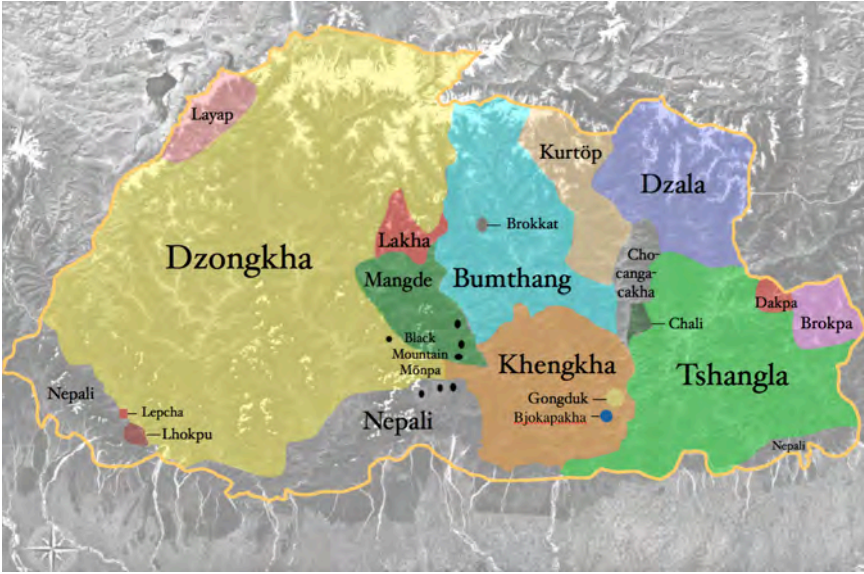 Layap
Kurtöp
Dzala
Brokkat
Lakha
Dzongkha
Cho-
canga-
cakha
Mangde
Bumthang
Dakpa
Brokpa
Chali
Black
Mountain
Mönpa
Khengkha
Tshangla
Nepali
Gongduk
Lepcha
Bjokapakha
Nepali
Lhokpu
Nepali